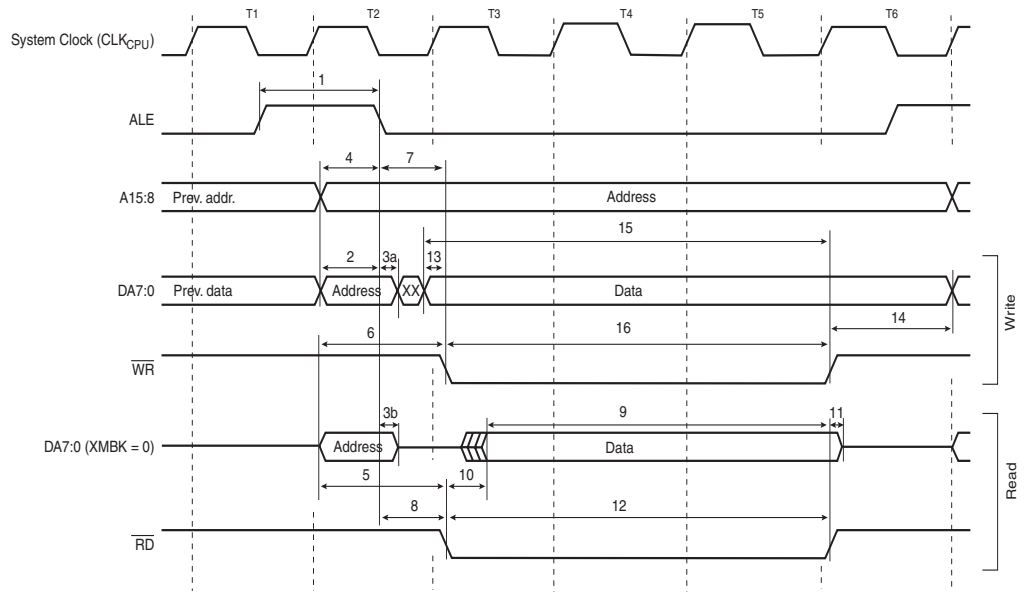 T1 T2 T3 T4 T5 T6
System Clock (CLKCPU)
1
ALE
4 7
A15:8 Prev. addr. Address
15
2 3a 13
DA7:0 Prev. data Address XX Data
Write
6 16 14
WR
3b 9 11
DA7:0 (XMBK = 0) Address Data
Read
5 10
8 12
RD